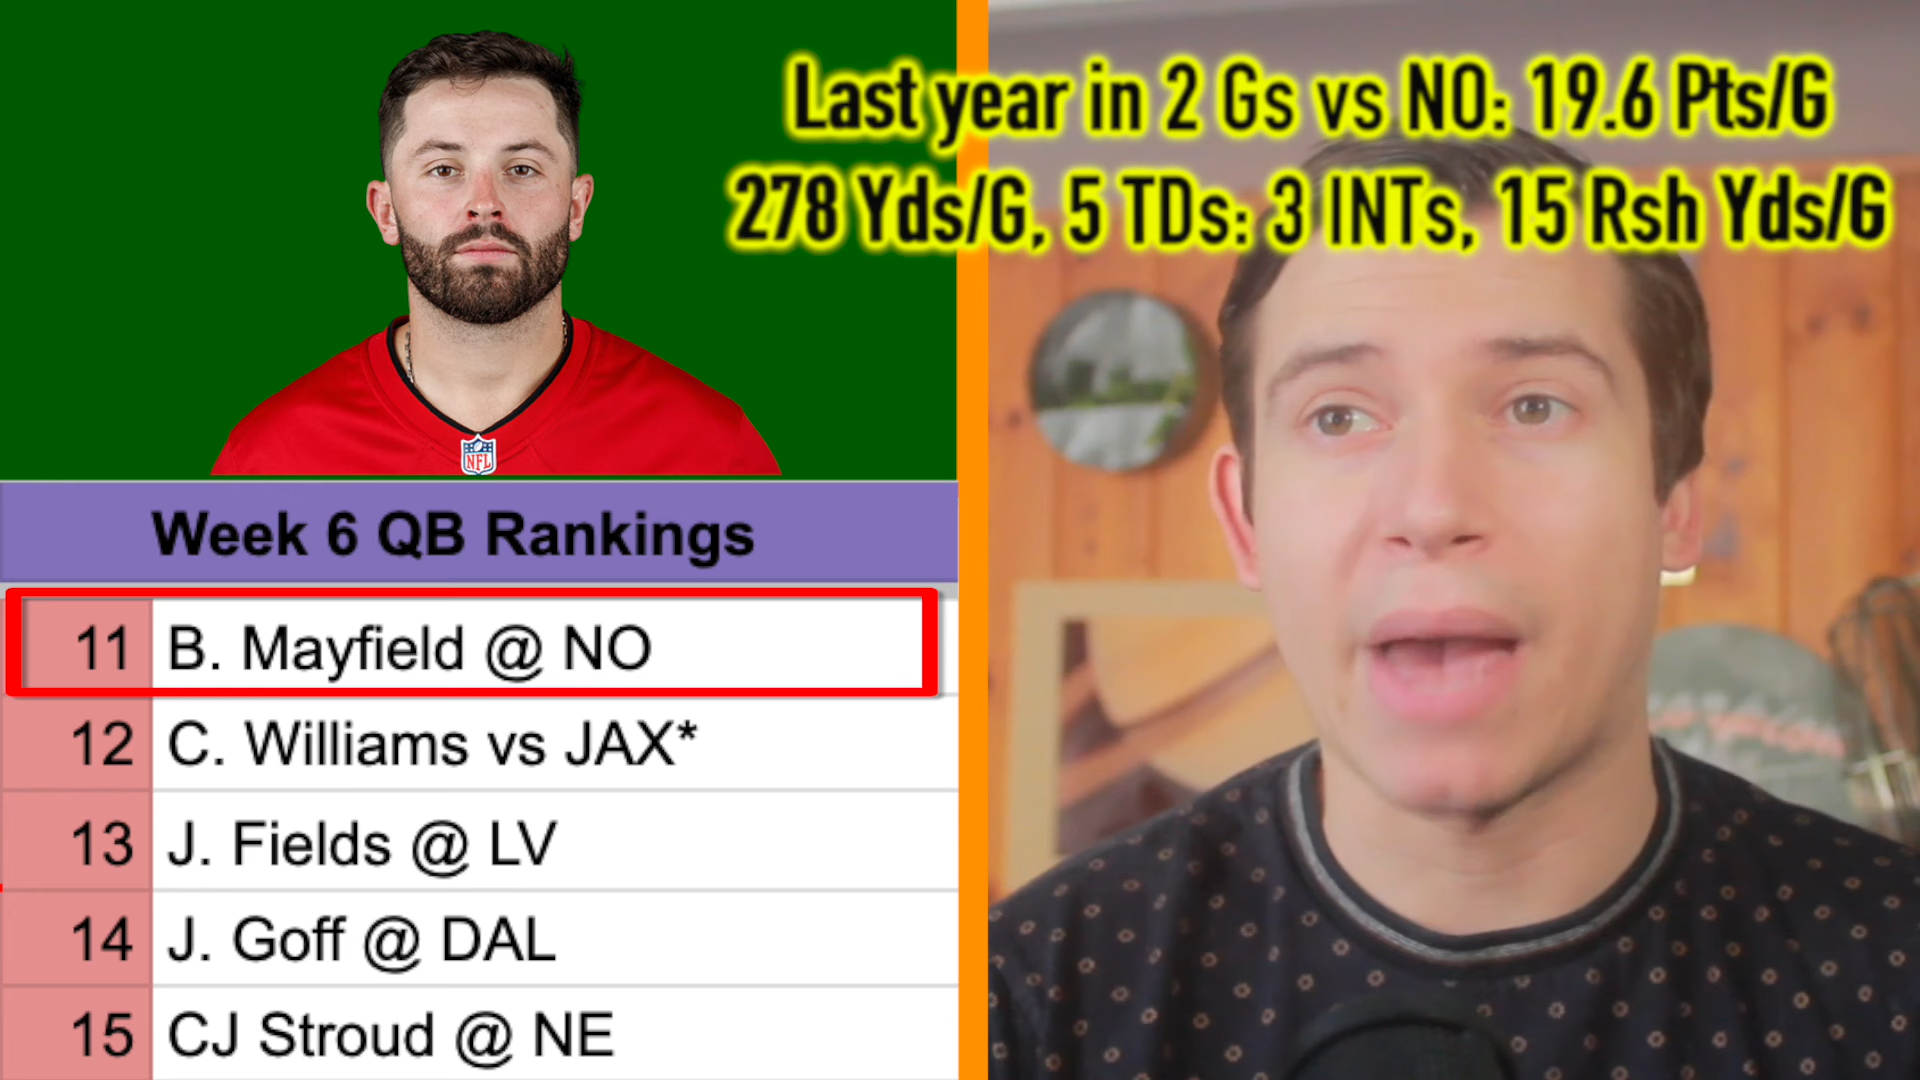 Last year in 2 Gs vs NO: 19.6 Pts/G
278 Yds/G, 5 TDs: 3 INTs, 15 Rsh Yds/G
NFL
Week 6 QB Rankings
11 B. Mayfield @ NO
12 C. Williams vs JAX*
13 J. Fields @ LV
14 J. Goff @ DAL
15 CJ Stroud @ NE